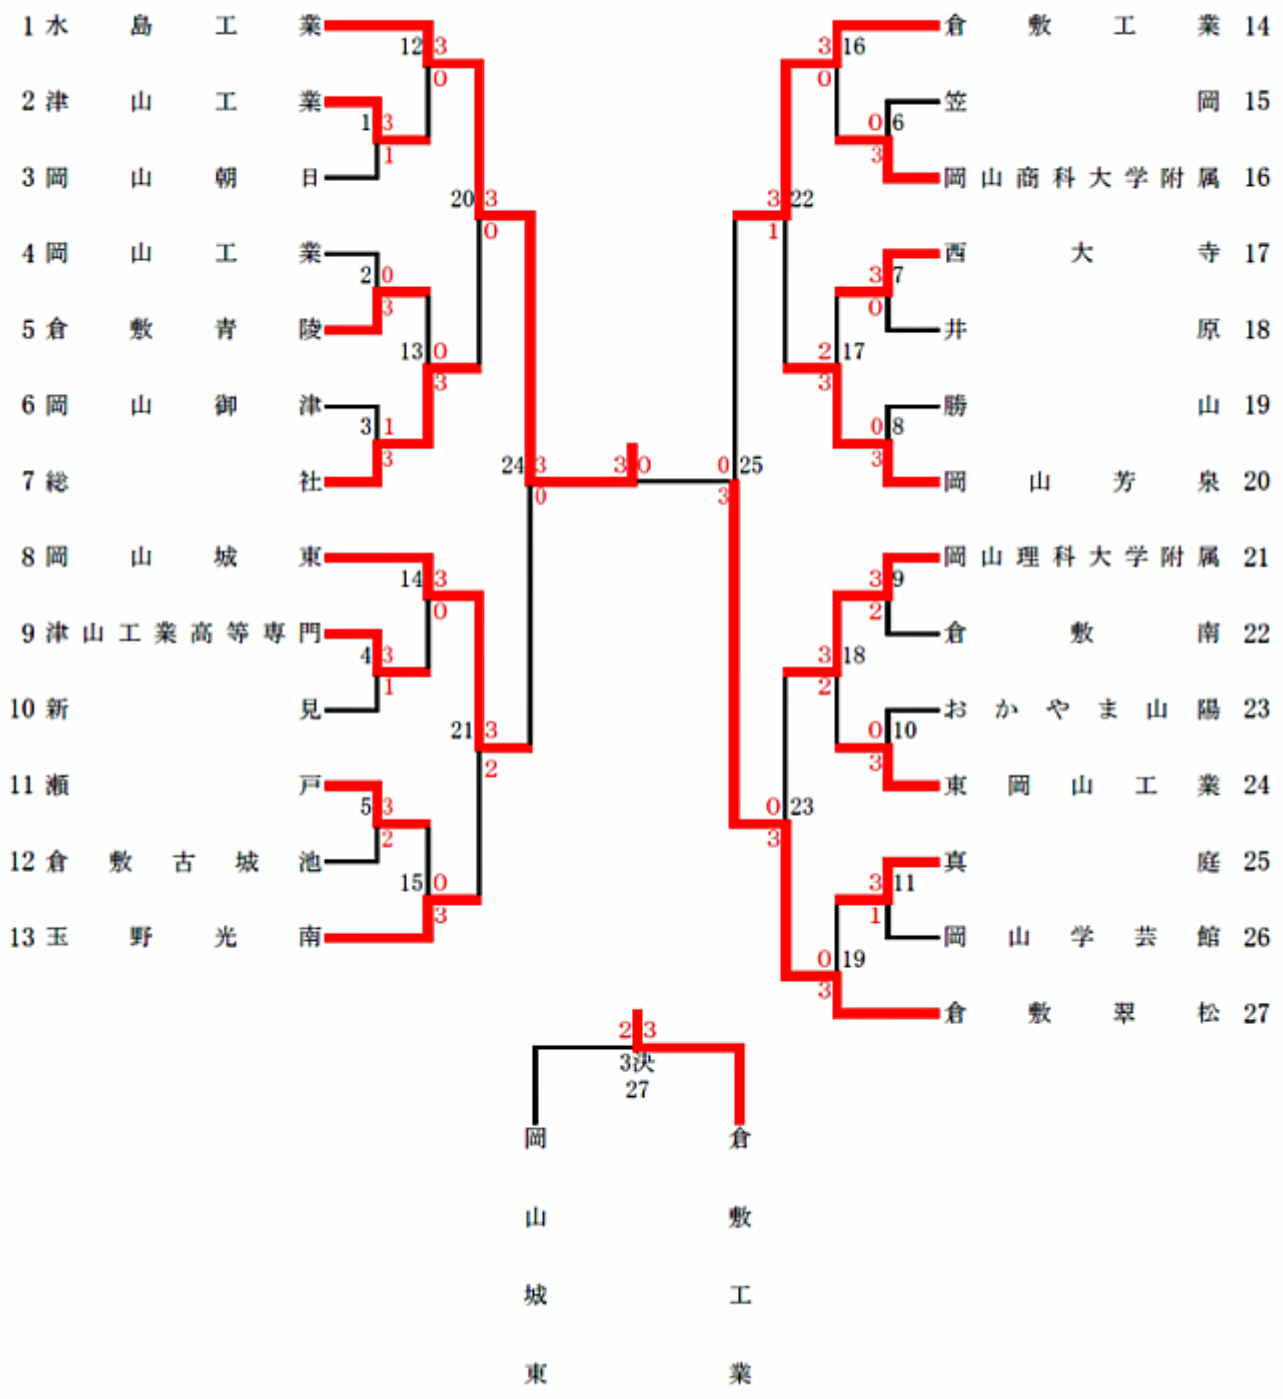 1 水島工業
12 3
0
2 津山工業
1 3
1
3 岡山朝日
20 3
0
4 岡山工業
2 0
3
5 倉敷青陵
13 0
3
6 岡山御津
3 1
3
7 総社
24 3
0
8 岡山城東
14 3
0
9 津山工業高等専門
4 3
1
10 新見
21 3
2
11 瀬戸
5 3
2
12 倉敷古城池
15 0
3
13 玉野光南
3 0
倉敷工業 14
3 16
0
笠岡 15
0 6
3
岡山商科大学附属 16
3 22
1
西大寺 17
3 7
0
井原 18
2 17
3
勝山 19
0 8
3
岡山芳泉 20
0 25
3
岡山理科大学附属 21
3 9
2
倉敷南 22
3 18
2
おかやま山陽 23
0 10
3
東岡山工業 24
0 23
3
真庭 25
3 11
1
岡山学芸館 26
0 19
3
倉敷翠松 27
2 3
3決
27
岡山城東
倉敷工業